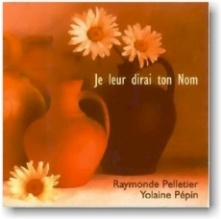 Je leur dirai ton Nom
Raymonde Pelletier
Yolaine Pépin